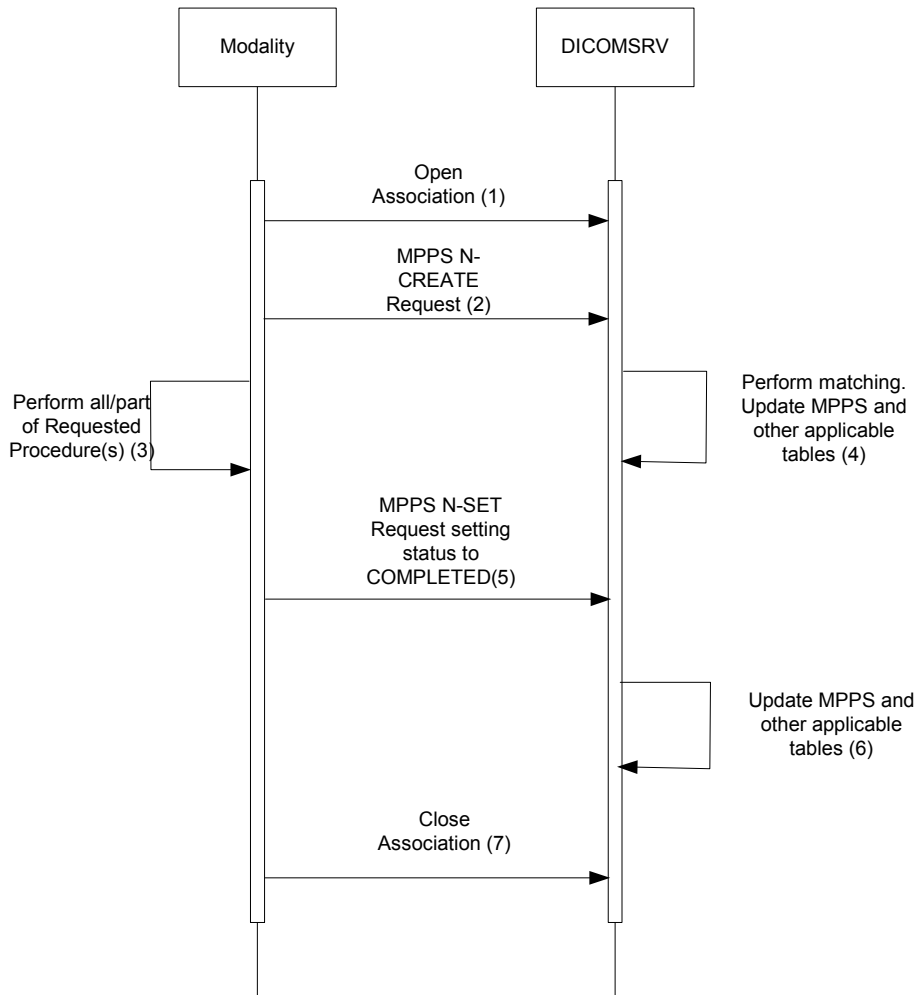 Modality
DICOMSRV
Open
Association (1)
MPPS N-
CREATE
Request (2)
Perform all/part
of Requested
Procedure(s) (3)
Perform matching.
Update MPPS and
other applicable
tables (4)
MPPS N-SET
Request setting
status to
COMPLETED(5)
Update MPPS and
other applicable
tables (6)
Close
Association (7)